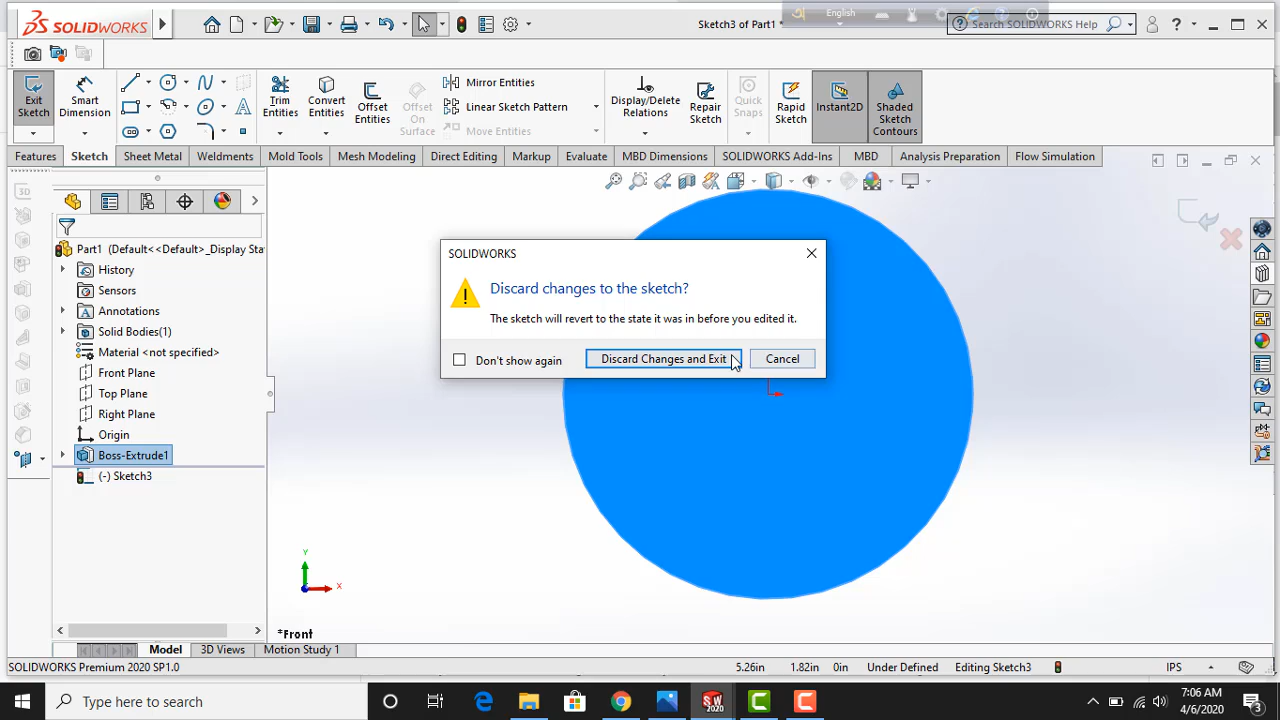 SOLIDWORKS
Sketch3 of Part1 *
English
Search SOLIDWORKS Help
Exit Sketch
Smart Dimension
Trim Entities
Convert Entities
Offset Entities
Offset On Surface
Mirror Entities
Linear Sketch Pattern
Move Entities
Display/Delete Relations
Repair Sketch
Quick Snaps
Rapid Sketch
Instant2D
Shaded Sketch Contours
Features
Sketch
Sheet Metal
Weldments
Mold Tools
Mesh Modeling
Direct Editing
Markup
Evaluate
MBD Dimensions
SOLIDWORKS Add-Ins
MBD
Analysis Preparation
Flow Simulation
Part1 (Default<<Default>_Display Sta
History
Sensors
Annotations
Solid Bodies(1)
Material <not specified>
Front Plane
Top Plane
Right Plane
Origin
Boss-Extrude1
(-) Sketch3
SOLIDWORKS
Discard changes to the sketch?
The sketch will revert to the state it was in before you edited it.
Don't show again
Discard Changes and Exit
Cancel
Y
X
*Front
Model
3D Views
Motion Study 1
SOLIDWORKS Premium 2020 SP1.0
5.26in
1.82in
0in
Under Defined
Editing Sketch3
IPS
Type here to search
SW
2020
7:06 AM
4/6/2020
3